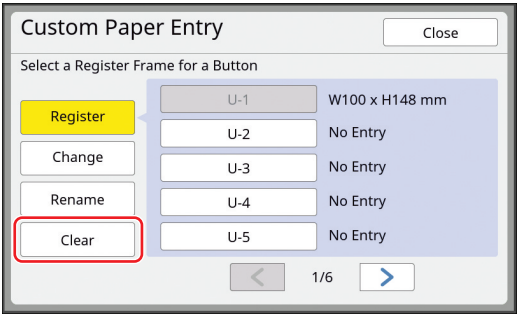 Custom Paper Entry
Close
Select a Register Frame for a Button
Register
Change
Rename
Clear
U-1 W100 x H148 mm
U-2 No Entry
U-3 No Entry
U-4 No Entry
U-5 No Entry
1/6